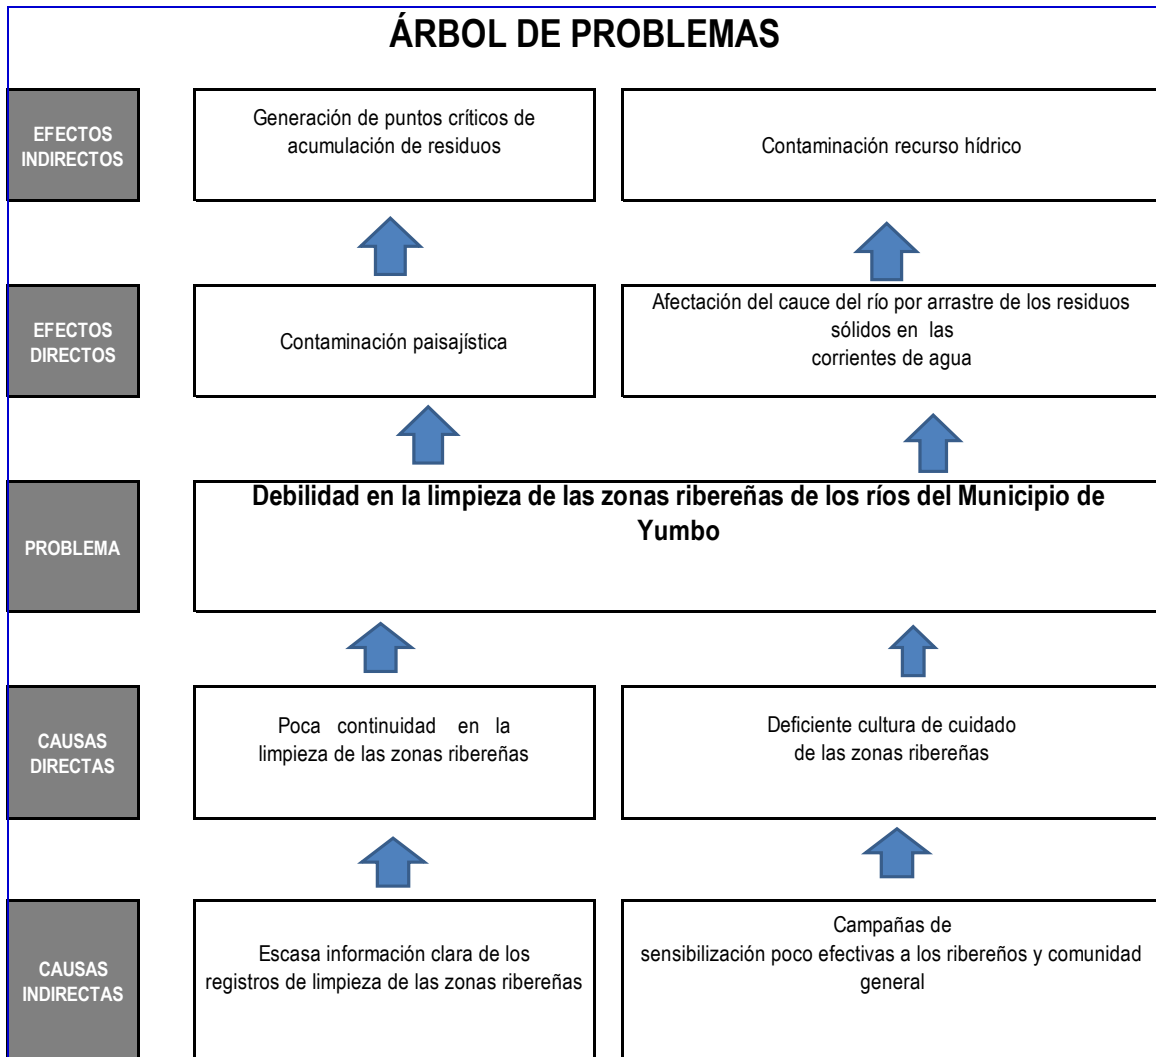 ÁRBOL DE PROBLEMAS
EFECTOS
INDIRECTOS
Generación de puntos críticos de
acumulación de residuos
Contaminación recurso hídrico
EFECTOS
DIRECTOS
Contaminación paisajística
Afectación del cauce del río por arrastre de los residuos
sólidos en las
corrientes de agua
PROBLEMA
Debilidad en la limpieza de las zonas ribereñas de los ríos del Municipio de
Yumbo
CAUSAS
DIRECTAS
Poca continuidad en la
limpieza de las zonas ribereñas
Deficiente cultura de cuidado
de las zonas ribereñas
CAUSAS
INDIRECTAS
Escasa información clara de los
registros de limpieza de las zonas ribereñas
Campañas de
sensibilización poco efectivas a los ribereños y comunidad
general